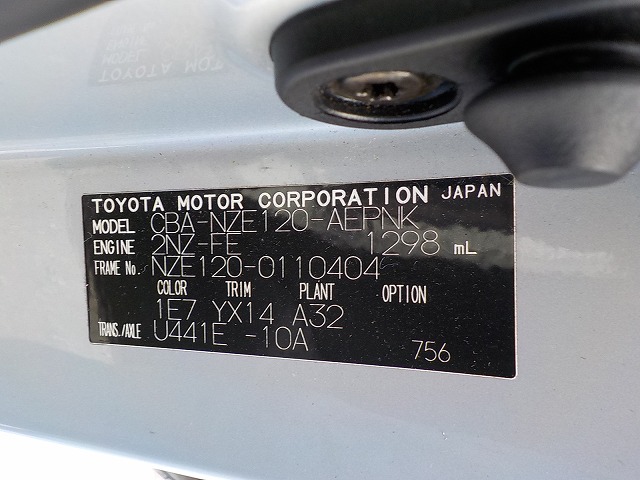 TOYOTA MOTOR CORPORATION JAPAN
MODEL CBA-NZE120-AEPNK
ENGINE 2NZ-FE 1298 mL
FRAME No. NZE120-0110404
COLOR TRIM PLANT OPTION
1E7 YX14 A32
TRANS./AXLE U441E -10A
756